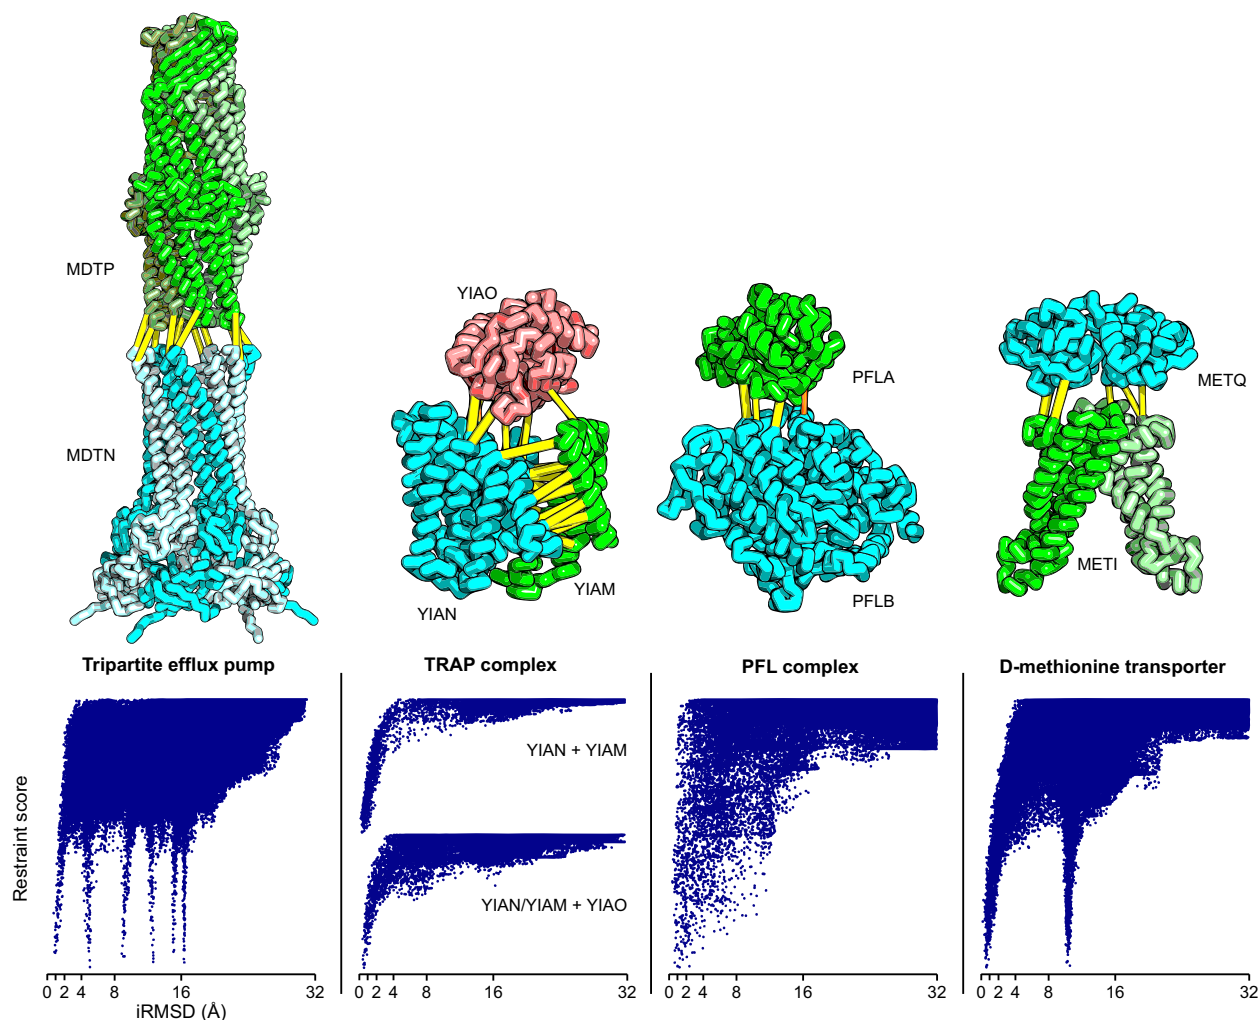 MDTP
MDTN
YIAO
YIAN
YIAM
PFLA
PFLB
METQ
METI
Tripartite efflux pump
TRAP complex
PFL complex
D-methionine transporter
Restraint score
YIAN + YIAM
YIAN/YIAM + YIAO
0 2 4 8 16 32
0 2 4 8 16 32
0 2 4 8 16 32
0 2 4 8 16 32
iRMSD (Å)